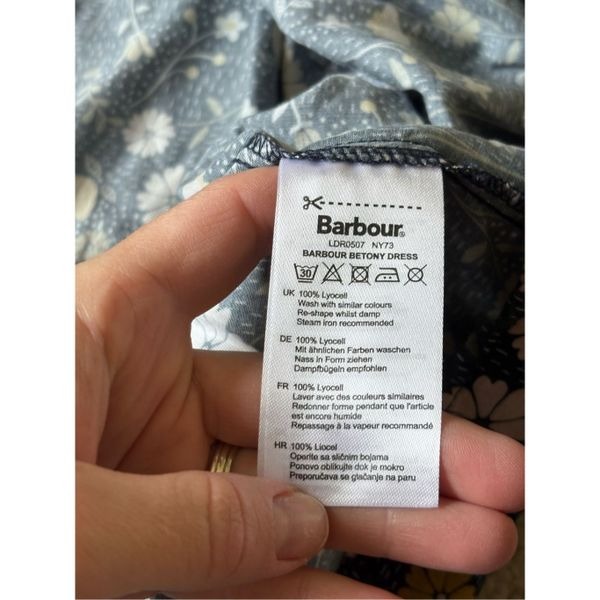 Barbour®
LDR0507 NY73
BARBOUR BETONY DRESS
30
UK 100% Lyocell
Wash with similar colours
Re-shape whilst damp
Steam iron recommended
DE 100% Lyocell
Mit ähnlichen Farben waschen
Nass in Form ziehen
Dampfbügeln empfohlen
FR 100% Lyocell
Laver avec des couleurs similaires
Redonner forme pendant que l'article
est encore humide
Repassage à la vapeur recommandé
HR 100% Liocel
Operite sa sličnim bojama
Ponovo oblikujte dok je mokro
Preporučava se glačanje na paru